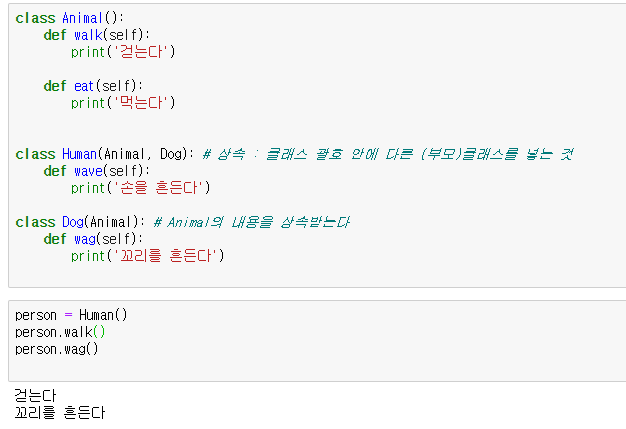 class Animal():
    def walk(self):
        print('걷는다')
    def eat(self):
        print('먹는다')
class Human(Animal, Dog): # 상속 : 클래스 괄호 안에 다른 (부모)클래스를 넣는 것
    def wave(self):
        print('손을 흔든다')
class Dog(Animal): # Animal의 내용을 상속받는다
    def wag(self):
        print('꼬리를 흔든다')
person = Human()
person.walk()
person.wag()
걷는다
꼬리를 흔든다